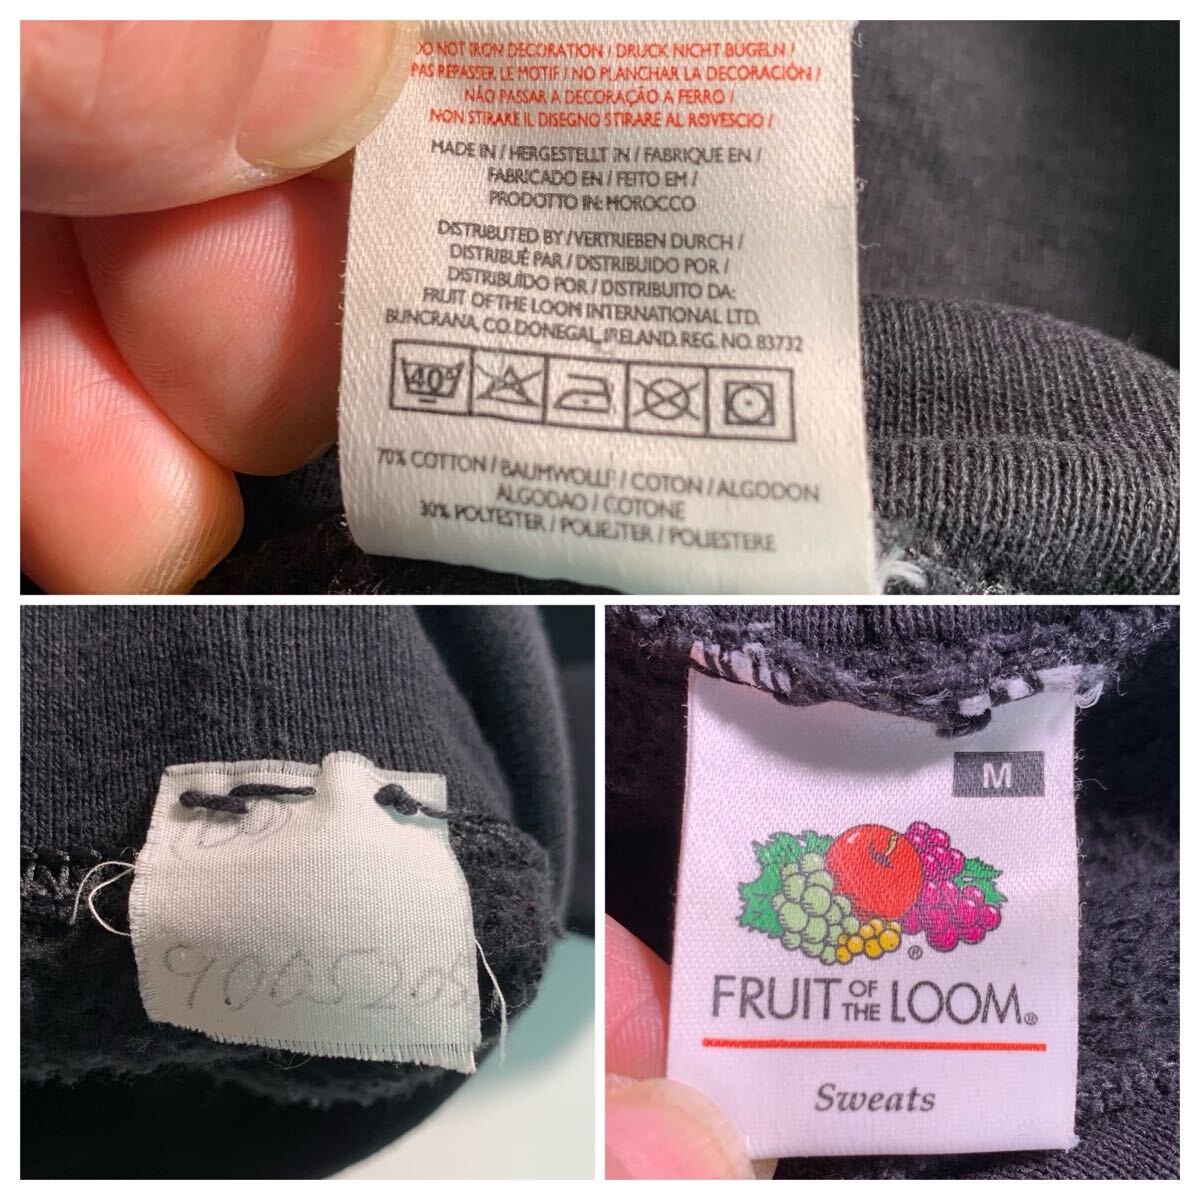 DO NOT IRON DECORATION / DRUCK NICHT BÜGELN /
PAS REPASSER LE MOTIF / NO PLANCHAR LA DECORACIÓN /
NÃO PASSAR A DECORAÇÃO A FERRO /
NON STIRARE IL DISEGNO STIRARE AL ROVESCIO /
MADE IN / HERGESTELLT IN / FABRIQUE EN /
FABRICADO EN / FEITO EM /
PRODOTTO IN: MOROCCO
DISTRIBUTED BY / VERTRIEBEN DURCH /
DISTRIBUÉ PAR / DISTRIBUIDO POR /
DISTRIBUÍDO POR / DISTRIBUITO DA:
FRUIT OF THE LOOM INTERNATIONAL LTD.
BUNCRANA, CO. DONEGAL, IRELAND. REG. NO. 83732
40°
70% COTTON / BAUMWOLLE / COTON / ALGODON
ALGODAO / COTONE
30% POLYESTER / POLIESTER / POLIESTERE
M
FRUIT OF THE LOOM®
Sweats